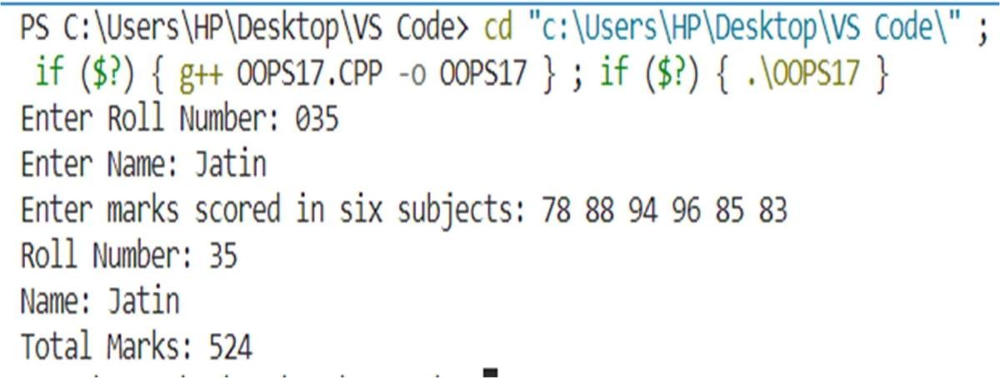 PS C:\Users\HP\Desktop\VS Code> cd "c:\Users\HP\Desktop\VS Code\" ;
if ($?) { g++ OOPS17.CPP -o OOPS17 } ; if ($?) { .\OOPS17 }
Enter Roll Number: 035
Enter Name: Jatin
Enter marks scored in six subjects: 78 88 94 96 85 83
Roll Number: 35
Name: Jatin
Total Marks: 524